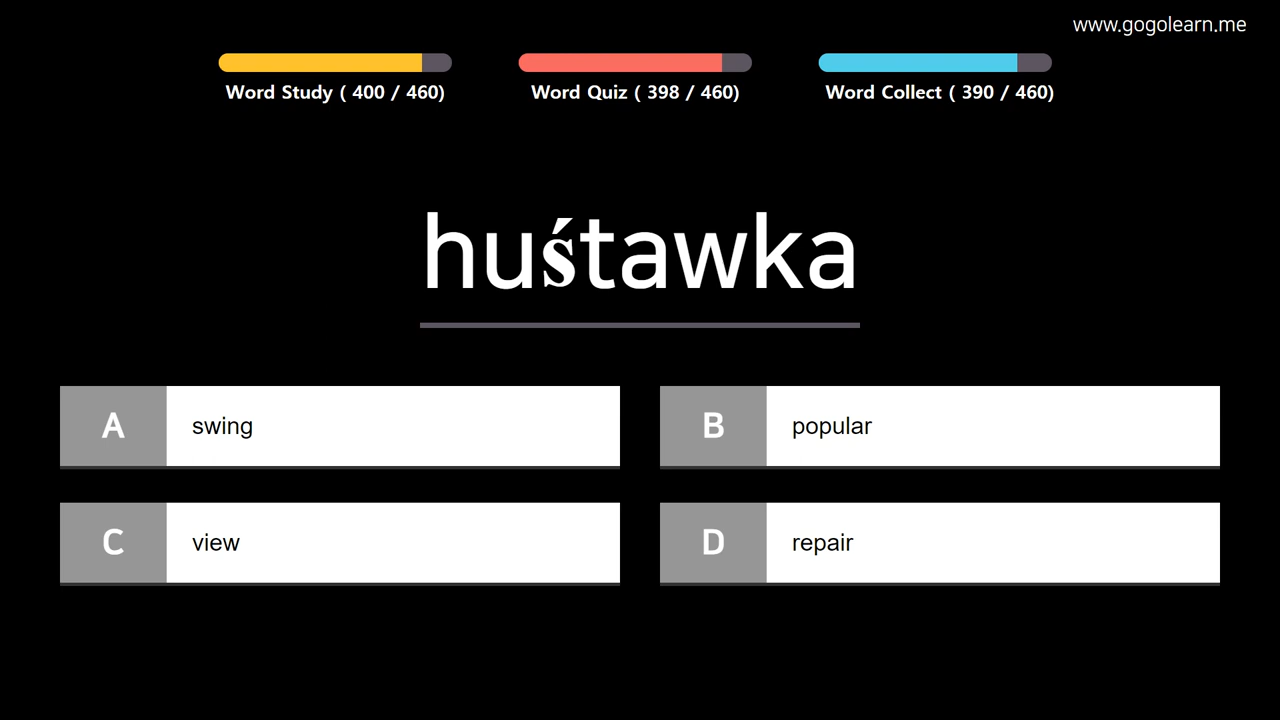 www.gogolearn.me
Word Study ( 400 / 460)
Word Quiz ( 398 / 460)
Word Collect ( 390 / 460)
huśtawka
A swing
B popular
C view
D repair